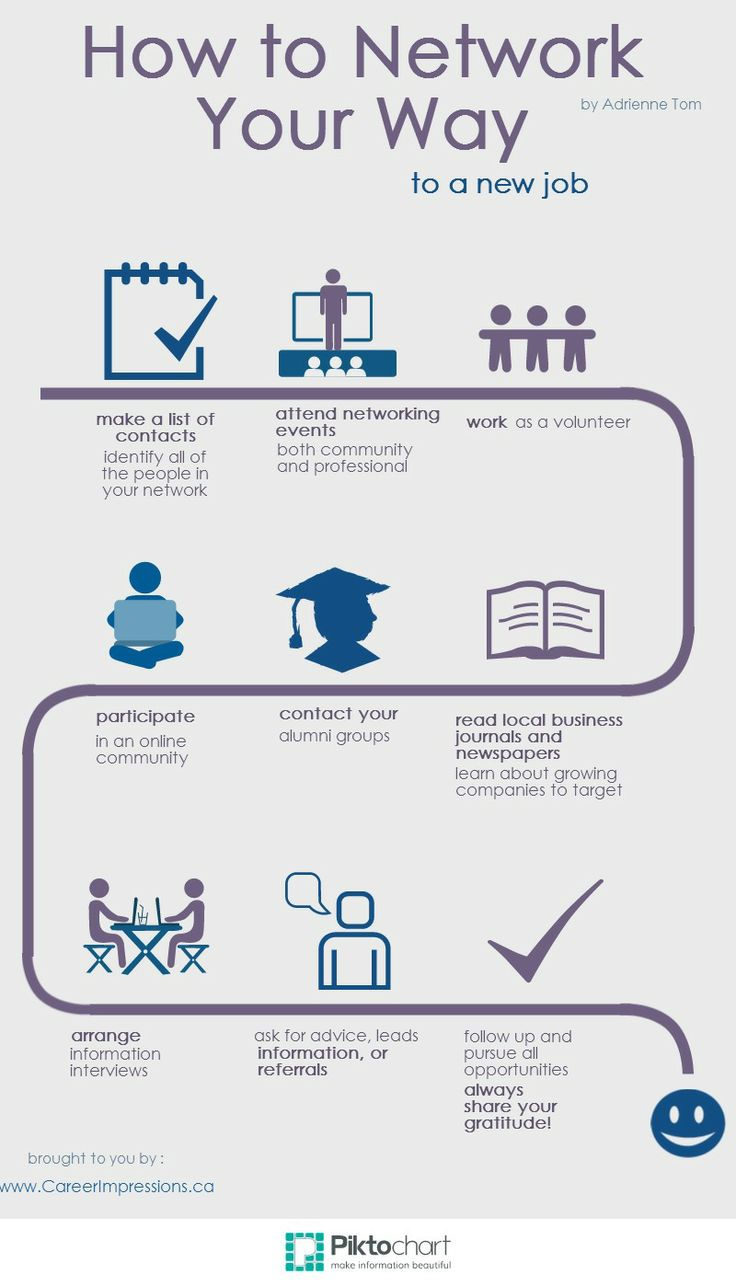 How to Network
Your Way
by Adrienne Tom
to a new job
make a list of
contacts
identify all of
the people in
your network
attend networking
events
both community
and professional
work as a volunteer
participate
in an online
community
contact your
alumni groups
read local business
journals and
newspapers
learn about growing
companies to target
arrange
information
interviews
ask for advice, leads
information, or
referrals
follow up and
pursue all
opportunities
always
share your
gratitude!
brought to you by :
www.CareerImpressions.ca
Piktochart
make information beautiful